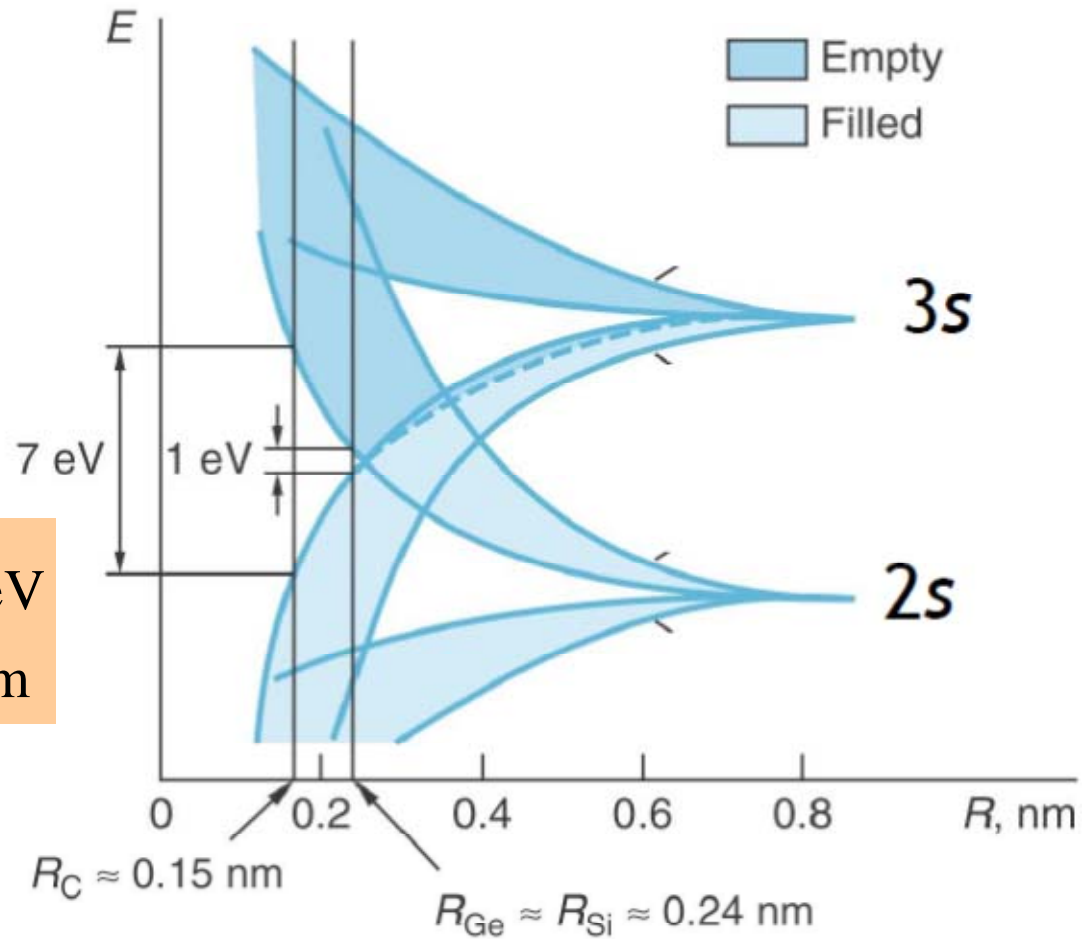 E
Empty
Filled
3s
7 eV
1 eV
eV
m
2s
0
0.2
0.4
0.6
0.8
R, nm
R_C ≈ 0.15 nm
R_Ge ≈ R_Si ≈ 0.24 nm